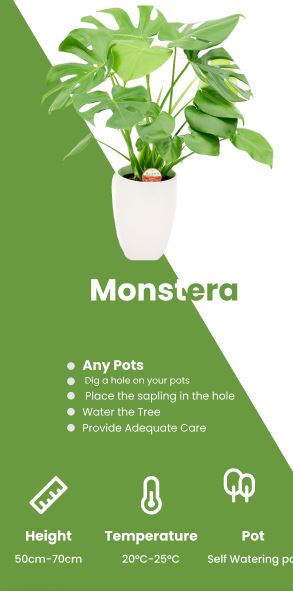 Monstera
Any Pots
Dig a hole on your pots
Place the sapling in the hole
Water the Tree
Provide Adequate Care
Height Temperature Pot
50cm-70cm 20°C-25°C Self Watering po